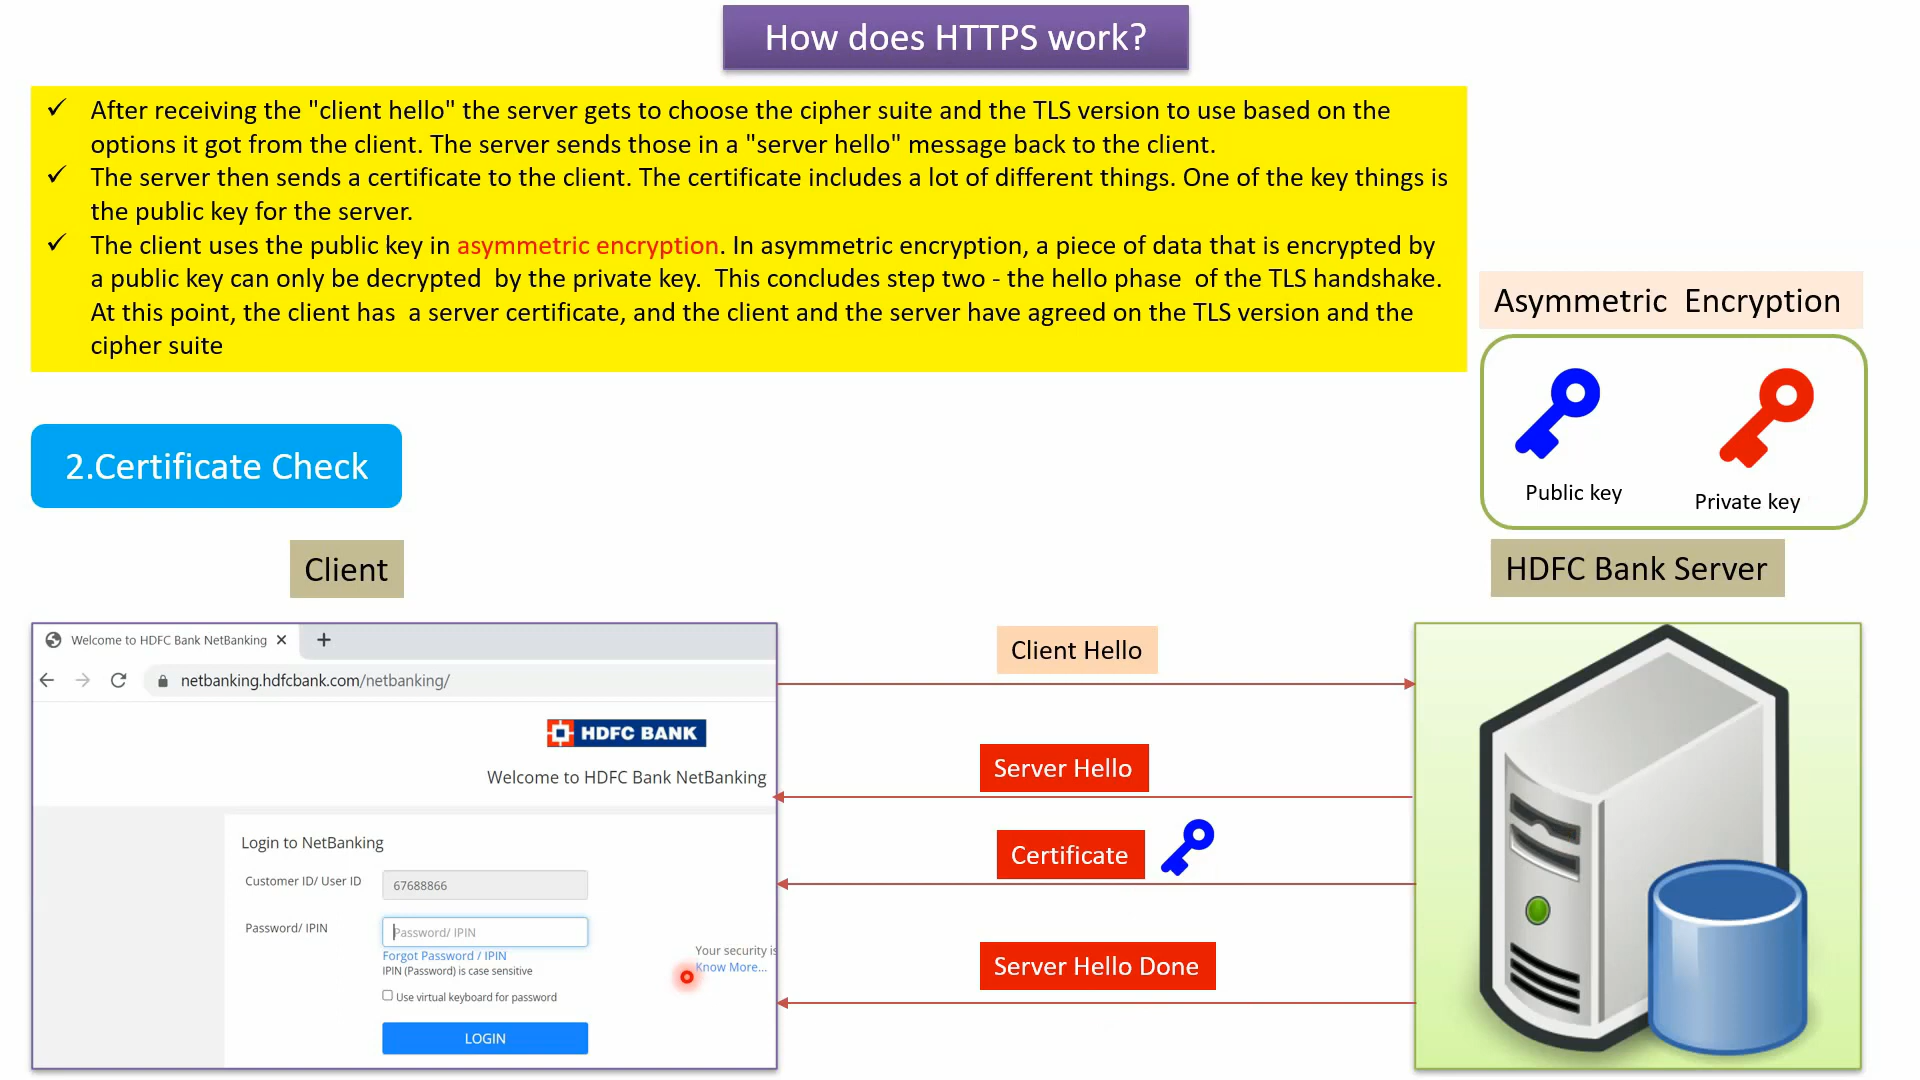 How does HTTPS work?
✓ After receiving the "client hello" the server gets to choose the cipher suite and the TLS version to use based on the
options it got from the client. The server sends those in a "server hello" message back to the client.
✓ The server then sends a certificate to the client. The certificate includes a lot of different things. One of the key things is
the public key for the server.
✓ The client uses the public key in asymmetric encryption. In asymmetric encryption, a piece of data that is encrypted by
a public key can only be decrypted by the private key. This concludes step two - the hello phase of the TLS handshake.
At this point, the client has a server certificate, and the client and the server have agreed on the TLS version and the
cipher suite
Asymmetric Encryption
Public key
Private key
2.Certificate Check
Client
HDFC Bank Server
Welcome to HDFC Bank NetBanking
netbanking.hdfcbank.com/netbanking/
HDFC BANK
Welcome to HDFC Bank NetBanking
Login to NetBanking
Customer ID/ User ID
67688866
Password/ IPIN
Password/ IPIN
Forgot Password / IPIN
IPIN (Password) is case sensitive
Use virtual keyboard for password
LOGIN
Your security is
Know More...
Client Hello
Server Hello
Certificate
Server Hello Done